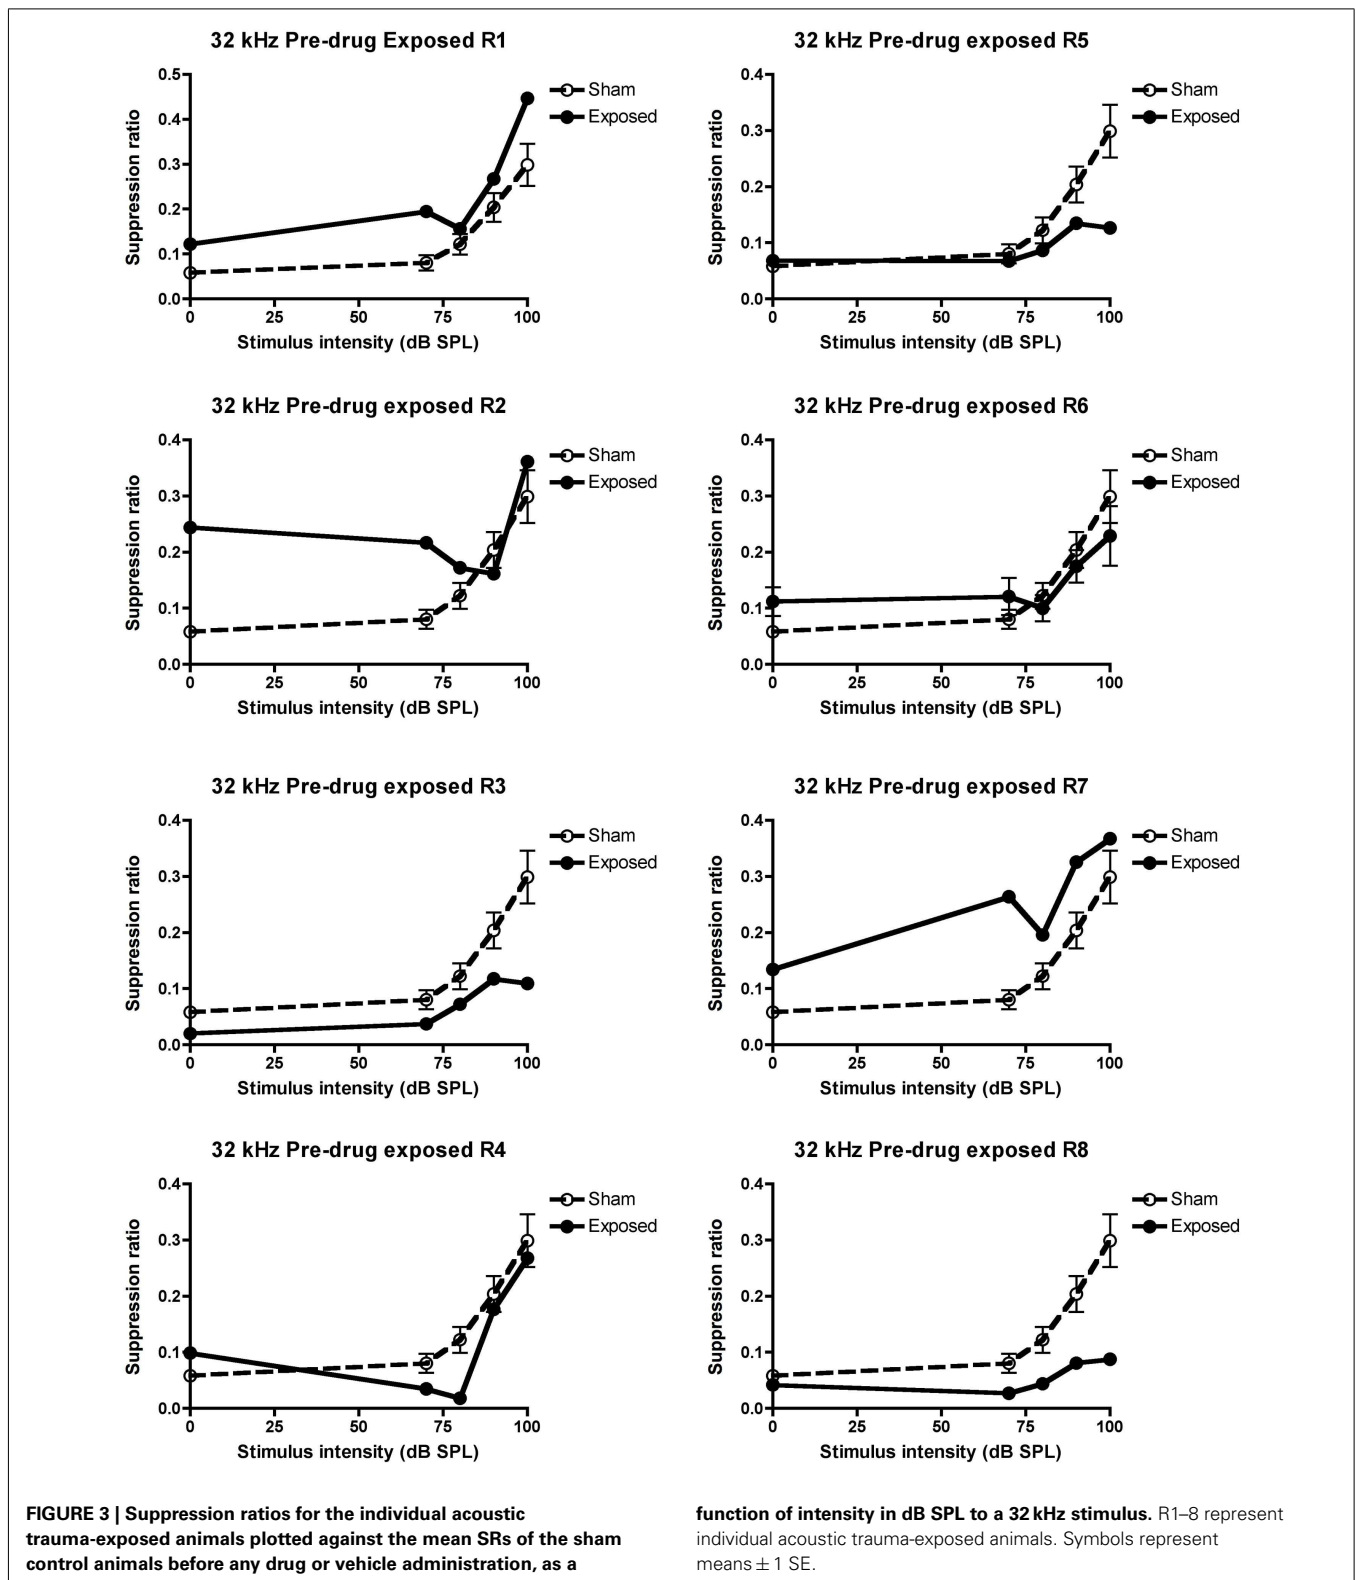 32 kHz Pre-drug Exposed R1
0.5
0.4
0.3
0.2
0.1
0.0
Suppression ratio
0 25 50 75 100
Stimulus intensity (dB SPL)
Sham
Exposed
32 kHz Pre-drug exposed R5
0.4
0.3
0.2
0.1
0.0
Suppression ratio
0 25 50 75 100
Stimulus intensity (dB SPL)
Sham
Exposed
32 kHz Pre-drug exposed R2
0.4
0.3
0.2
0.1
0.0
Suppression ratio
0 25 50 75 100
Stimulus intensity (dB SPL)
Sham
Exposed
32 kHz Pre-drug exposed R6
0.4
0.3
0.2
0.1
0.0
Suppression ratio
0 25 50 75 100
Stimulus intensity (dB SPL)
Sham
Exposed
32 kHz Pre-drug exposed R3
0.4
0.3
0.2
0.1
0.0
Suppression ratio
0 25 50 75 100
Stimulus intensity (dB SPL)
Sham
Exposed
32 kHz Pre-drug exposed R7
0.4
0.3
0.2
0.1
0.0
Suppression ratio
0 25 50 75 100
Stimulus intensity (dB SPL)
Sham
Exposed
32 kHz Pre-drug exposed R4
0.4
0.3
0.2
0.1
0.0
Suppression ratio
0 25 50 75 100
Stimulus intensity (dB SPL)
Sham
Exposed
32 kHz Pre-drug exposed R8
0.4
0.3
0.2
0.1
0.0
Suppression ratio
0 25 50 75 100
Stimulus intensity (dB SPL)
Sham
Exposed
FIGURE 3 | Suppression ratios for the individual acoustic
trauma-exposed animals plotted against the mean SRs of the sham
control animals before any drug or vehicle administration, as a
function of intensity in dB SPL to a 32 kHz stimulus. R1–8 represent
individual acoustic trauma-exposed animals. Symbols represent
means ± 1 SE.